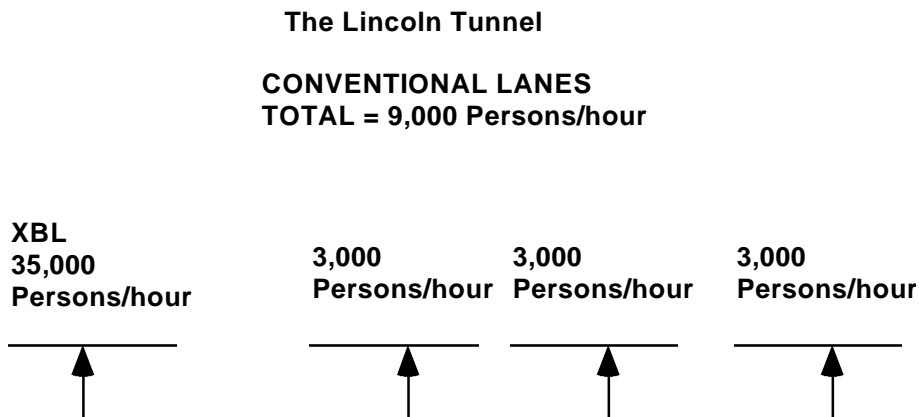 The Lincoln Tunnel
CONVENTIONAL LANES
TOTAL = 9,000 Persons/hour
XBL
35,000
Persons/hour
3,000
Persons/hour
3,000
Persons/hour
3,000
Persons/hour